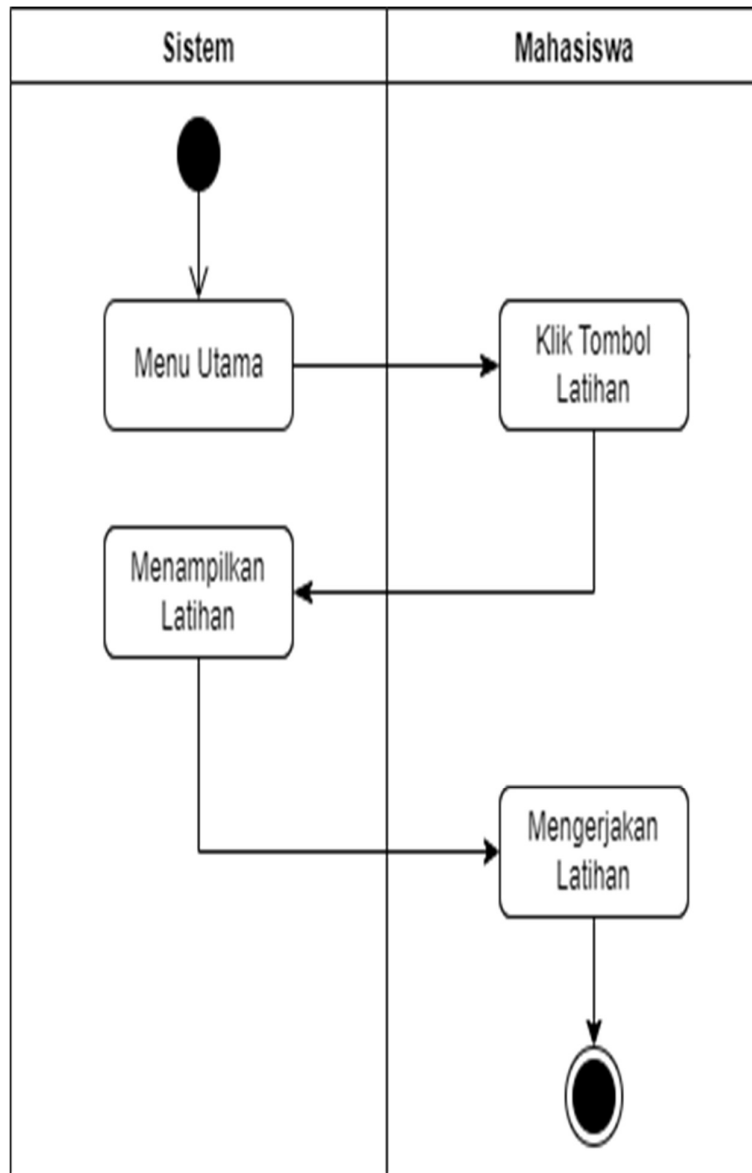 Sistem
Mahasiswa
Menu Utama
Klik Tombol
Latihan
Menampilkan
Latihan
Mengerjakan
Latihan